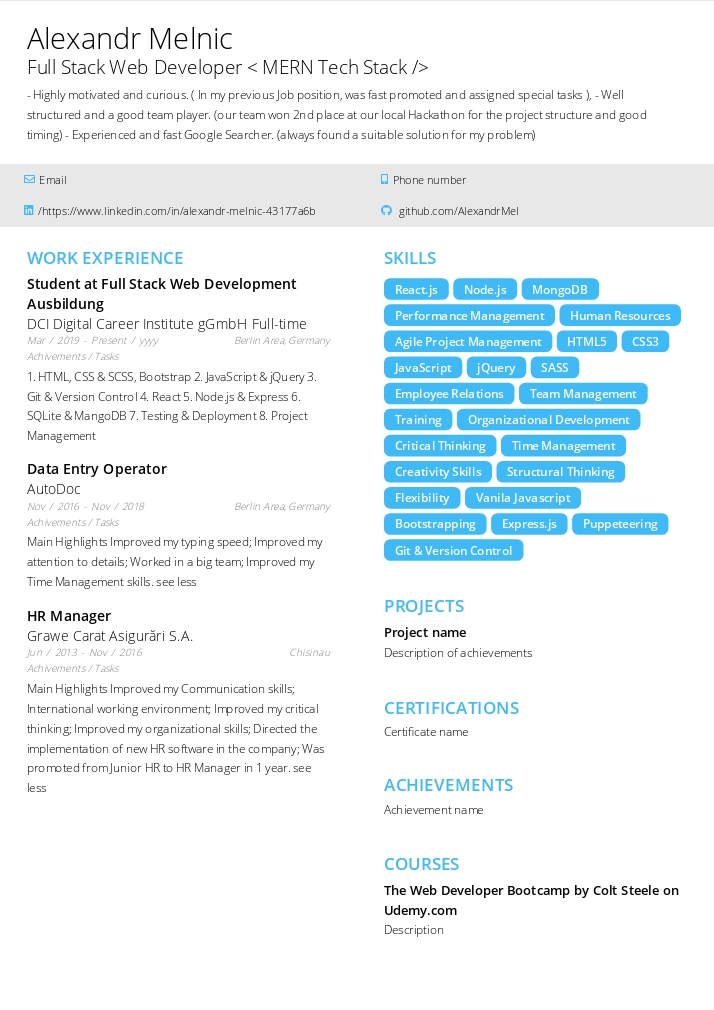 Alexandr Melnic
Full Stack Web Developer < MERN Tech Stack />
- Highly motivated and curious. ( In my previous Job position, was fast promoted and assigned special tasks ), - Well
structured and a good team player. (our team won 2nd place at our local Hackathon for the project structure and good
timing) - Experienced and fast Google Searcher. (always found a suitable solution for my problem)
Email
Phone number
/https://www.linkedin.com/in/alexandr-melnic-43177a6b
github.com/AlexandrMel
WORK EXPERIENCE
Student at Full Stack Web Development
Ausbildung
DCI Digital Career Institute gGmbH Full-time
Mar / 2019 - Present / yyyy Berlin Area,Germany
Achivements / Tasks
1. HTML, CSS & SCSS, Bootstrap 2. JavaScript & jQuery 3.
Git & Version Control 4. React 5. Node.js & Express 6.
SQLite & MongoDB 7. Testing & Deployment 8. Project
Management
Data Entry Operator
AutoDoc
Nov / 2016 - Nov / 2018 Berlin Area,Germany
Achivements / Tasks
Main Highlights Improved my typing speed; Improved my
attention to details; Worked in a big team; Improved my
Time Management skills. see less
HR Manager
Grawe Carat Asigurări S.A.
Jun / 2013 - Nov / 2016 Chisinau
Achivements / Tasks
Main Highlights Improved my Communication skills;
International working environment; Improved my critical
thinking; Improved my organizational skills; Directed the
implementation of new HR software in the company; Was
promoted from Junior HR to HR Manager in 1 year. see
less
SKILLS
React.js Node.js MongoDB
Performance Management Human Resources
Agile Project Management HTML5 CSS3
JavaScript jQuery SASS
Employee Relations Team Management
Training Organizational Development
Critical Thinking Time Management
Creativity Skills Structural Thinking
Flexibility Vanila Javascript
Bootstrapping Express.js Puppeteering
Git & Version Control
PROJECTS
Project name
Description of achievements
CERTIFICATIONS
Certificate name
ACHIEVEMENTS
Achievement name
COURSES
The Web Developer Bootcamp by Colt Steele on
Udemy.com
Description